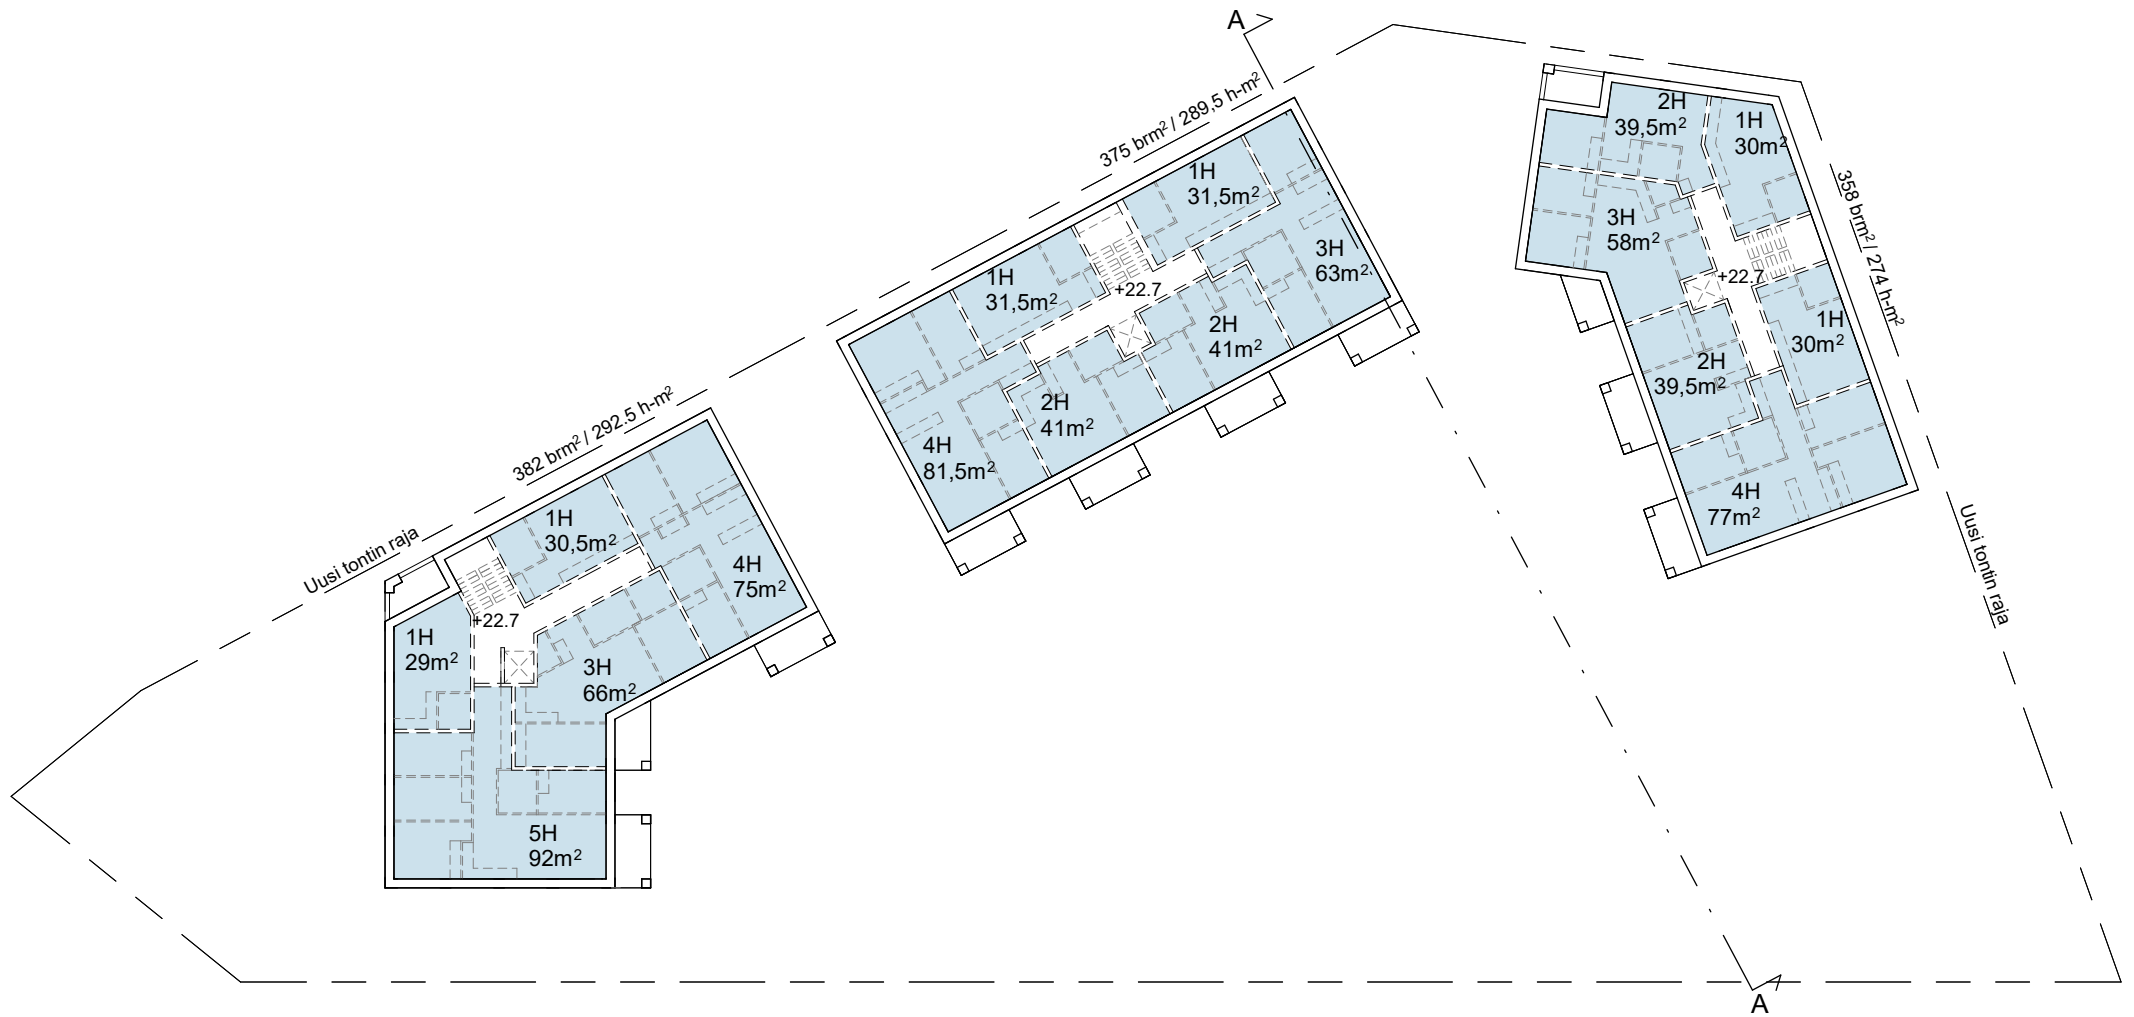 A
375 brm² / 289,5 h-m²
2H
39,5m²
1H
30m²
3H
58m²
358 brm² / 274 h-m²
+22.7
1H
30m²
2H
39,5m²
4H
77m²
Uusi tontin raja
1H
31,5m²
3H
63m²
1H
31,5m²
+22.7
2H
41m²
2H
41m²
4H
81,5m²
382 brm² / 292.5 h-m²
Uusi tontin raja
1H
30,5m²
4H
75m²
+22.7
1H
29m²
3H
66m²
5H
92m²
A